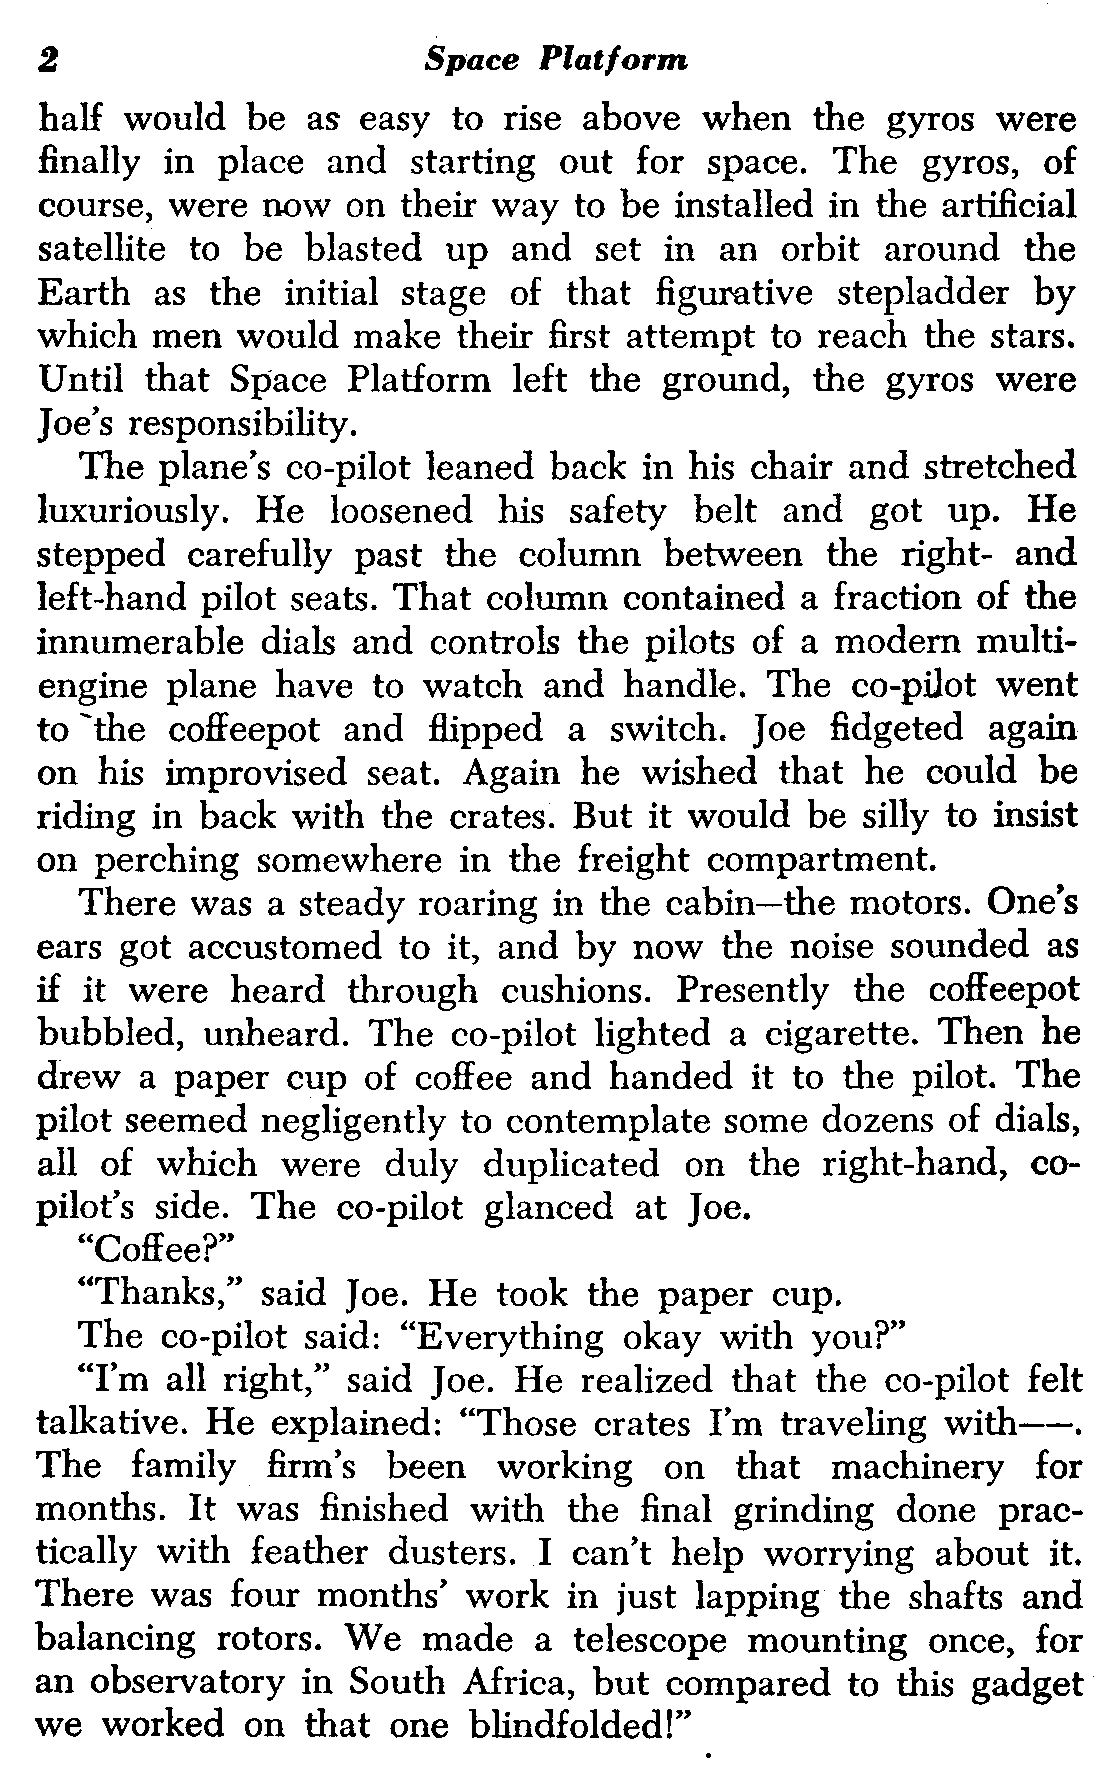 2 Space Platform
half would be as easy to rise above when the gyros were
finally in place and starting out for space. The gyros, of
course, were now on their way to be installed in the artificial
satellite to be blasted up and set in an orbit around the
Earth as the initial stage of that figurative stepladder by
which men would make their first attempt to reach the stars.
Until that Space Platform left the ground, the gyros were
Joe's responsibility.
The plane's co-pilot leaned back in his chair and stretched
luxuriously. He loosened his safety belt and got up. He
stepped carefully past the column between the right- and
left-hand pilot seats. That column contained a fraction of the
innumerable dials and controls the pilots of a modern multi-
engine plane have to watch and handle. The co-pilot went
to the coffeepot and flipped a switch. Joe fidgeted again
on his improvised seat. Again he wished that he could be
riding in back with the crates. But it would be silly to insist
on perching somewhere in the freight compartment.
There was a steady roaring in the cabin—the motors. One's
ears got accustomed to it, and by now the noise sounded as
if it were heard through cushions. Presently the coffeepot
bubbled, unheard. The co-pilot lighted a cigarette. Then he
drew a paper cup of coffee and handed it to the pilot. The
pilot seemed negligently to contemplate some dozens of dials,
all of which were duly duplicated on the right-hand, co-
pilot's side. The co-pilot glanced at Joe.
"Coffee?"
"Thanks," said Joe. He took the paper cup.
The co-pilot said: "Everything okay with you?"
"I'm all right," said Joe. He realized that the co-pilot felt
talkative. He explained: "Those crates I'm traveling with——.
The family firm's been working on that machinery for
months. It was finished with the final grinding done prac-
tically with feather dusters. I can't help worrying about it.
There was four months' work in just lapping the shafts and
balancing rotors. We made a telescope mounting once, for
an observatory in South Africa, but compared to this gadget
we worked on that one blindfolded!"